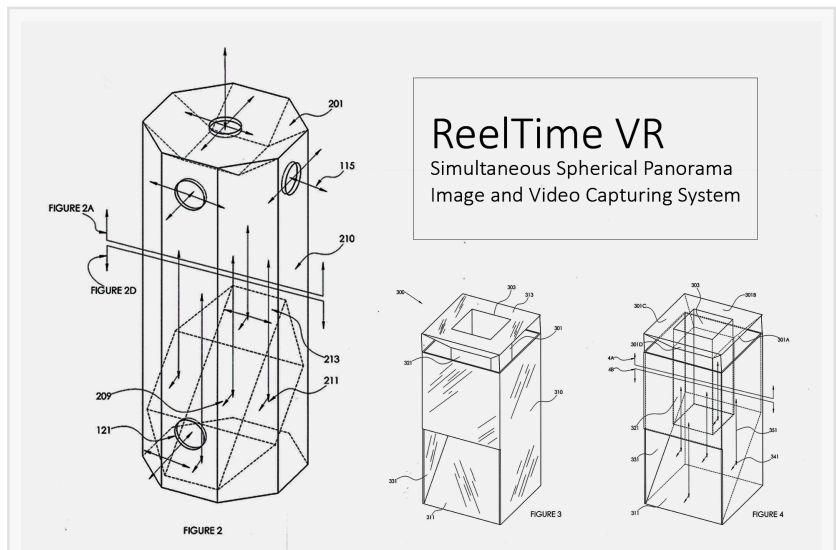 201
115
FIGURE 2A
210
FIGURE 2D
213
209
211
121
FIGURE 2
ReelTime VR
Simultaneous Spherical Panorama
Image and Video Capturing System
300
303
313
301
321
310
331
311
FIGURE 3
303
301C
301B
301D
301A
4A
4B
321
351
331
341
311
FIGURE 4